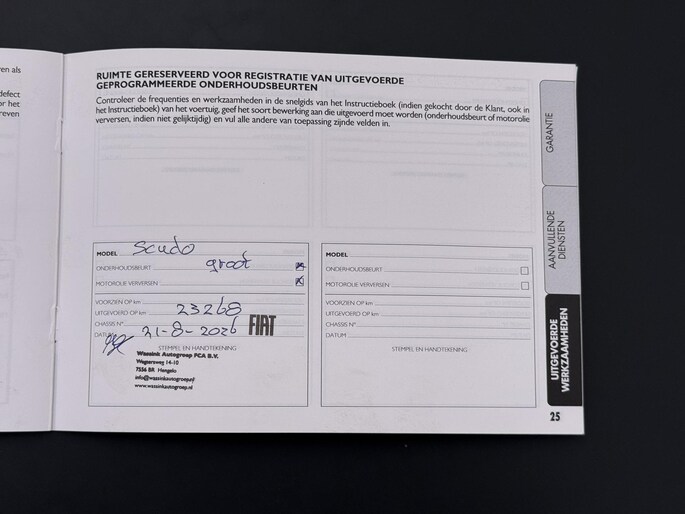 en als
defect
or het
reven
RUIMTE GERESERVEERD VOOR REGISTRATIE VAN UITGEVOERDE
GEPROGRAMMEERDE ONDERHOUDSBEURTEN
Controleer de frequenties en werkzaamheden in de snelgids van het Instructieboek (indien gekocht door de Klant, ook in
het Instructieboek) van het voertuig, geef het soort bewerking aan die uitgevoerd moet worden (onderhoudsbeurt of motorolie
verversen, indien niet gelijktijdig) en vul alle andere van toepassing zijnde velden in.
MODEL Scudo
ONDERHOUDSBEURT groot
MOTOROLIE VERVERSEN
VOORZIEN OP km
UITGEVOERD OP km 23268
CHASSIS N°
DATUM 21-8-2026
FIAT
STEMPEL EN HANDTEKENING
Wassink Autogroep PCA B.V.
Wegtersweg 14-10
7556 BR Hengelo
info@wassinkautogroep.nl
www.wassinkautogroep.nl
MODEL
ONDERHOUDSBEURT
MOTOROLIE VERVERSEN
VOORZIEN OP km
UITGEVOERD OP km
CHASSIS N°
DATUM
STEMPEL EN HANDTEKENING
GARANTIE
AANVULLENDE
DIENSTEN
UITGEVOERDE
WERKZAAMHEDEN
25